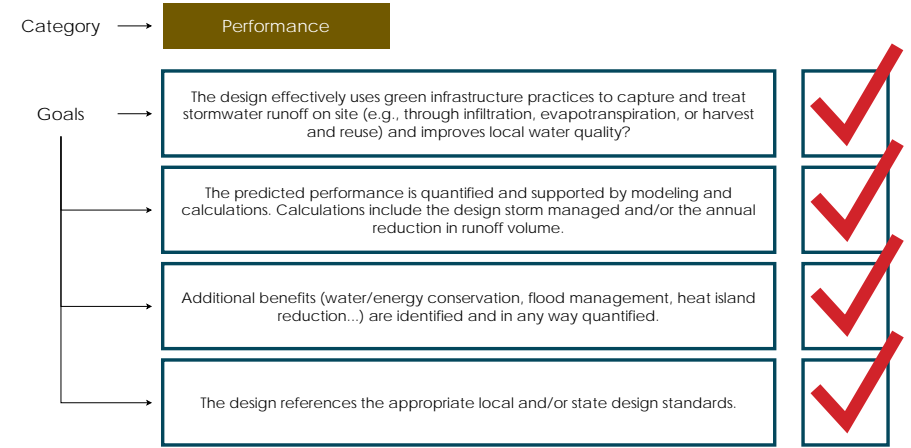 Category
Performance
Goals
The design effectively uses green infrastructure practices to capture and treat
stormwater runoff on site (e.g., through infiltration, evapotranspiration, or harvest
and reuse) and improves local water quality?
The predicted performance is quantified and supported by modeling and
calculations. Calculations include the design storm managed and/or the annual
reduction in runoff volume.
Additional benefits (water/energy conservation, flood management, heat island
reduction...) are identified and in any way quantified.
The design references the appropriate local and/or state design standards.